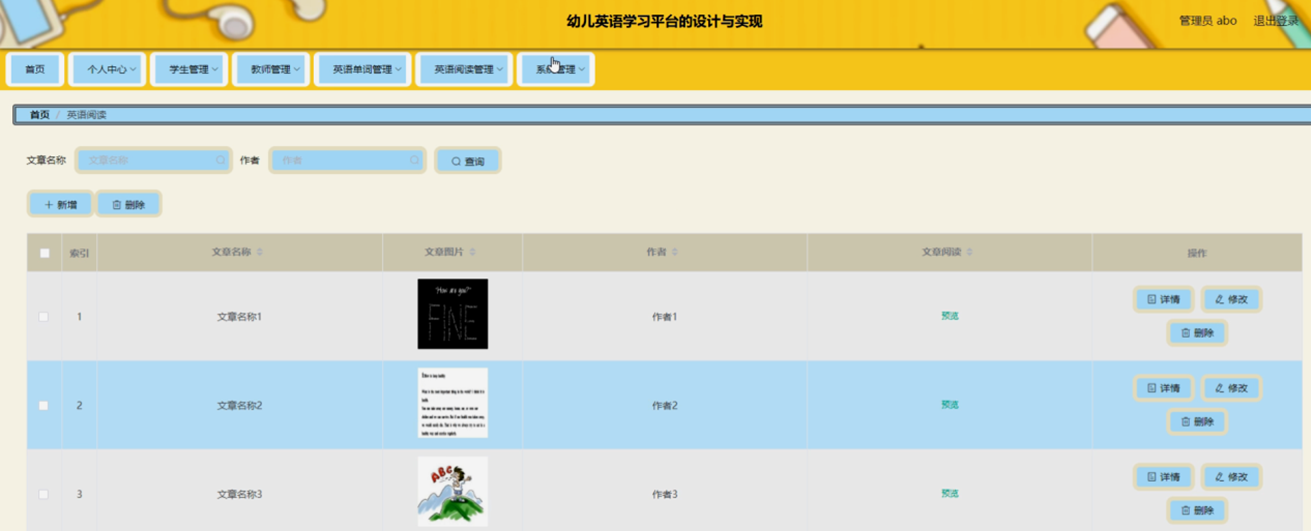 幼儿英语学习平台的设计与实现
管理员 abo 退出登录
首页 个人中心 学生管理 教师管理 英语单词管理 英语阅读管理 系统管理
首页 / 英语阅读
文章名称 文章名称 作者 作者 查询
+ 新增 删除
索引 文章名称 文章图片 作者 文章阅读 操作
"How are you?"
FINE
1 文章名称1 作者1 预览 详情 修改
删除
2 文章名称2 作者2 预览 详情 修改
删除
ABC
3 文章名称3 作者3 预览 详情 修改
删除